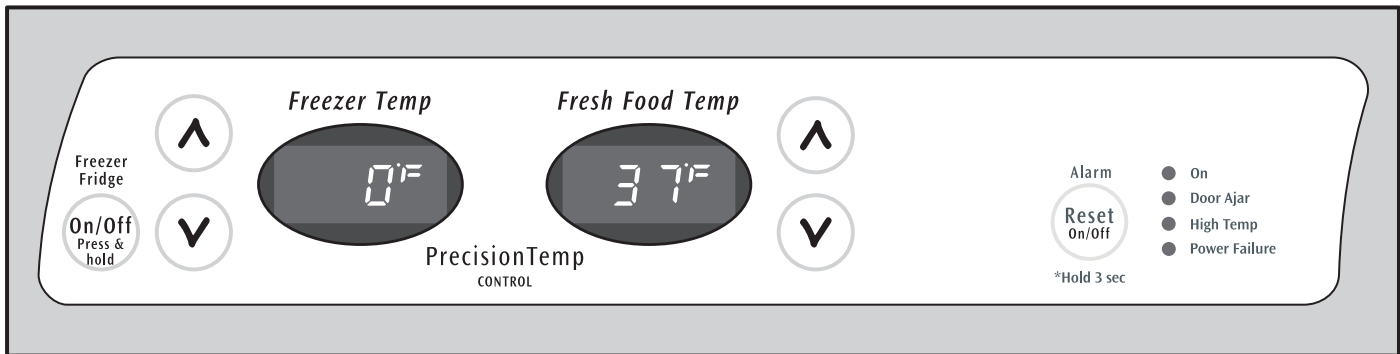 Freezer Temp
Fresh Food Temp
Freezer
Fridge
On/Off
Press &
hold
0°F
37°F
PrecisionTemp
CONTROL
Alarm
Reset
On/Off
*Hold 3 sec
On
Door Ajar
High Temp
Power Failure